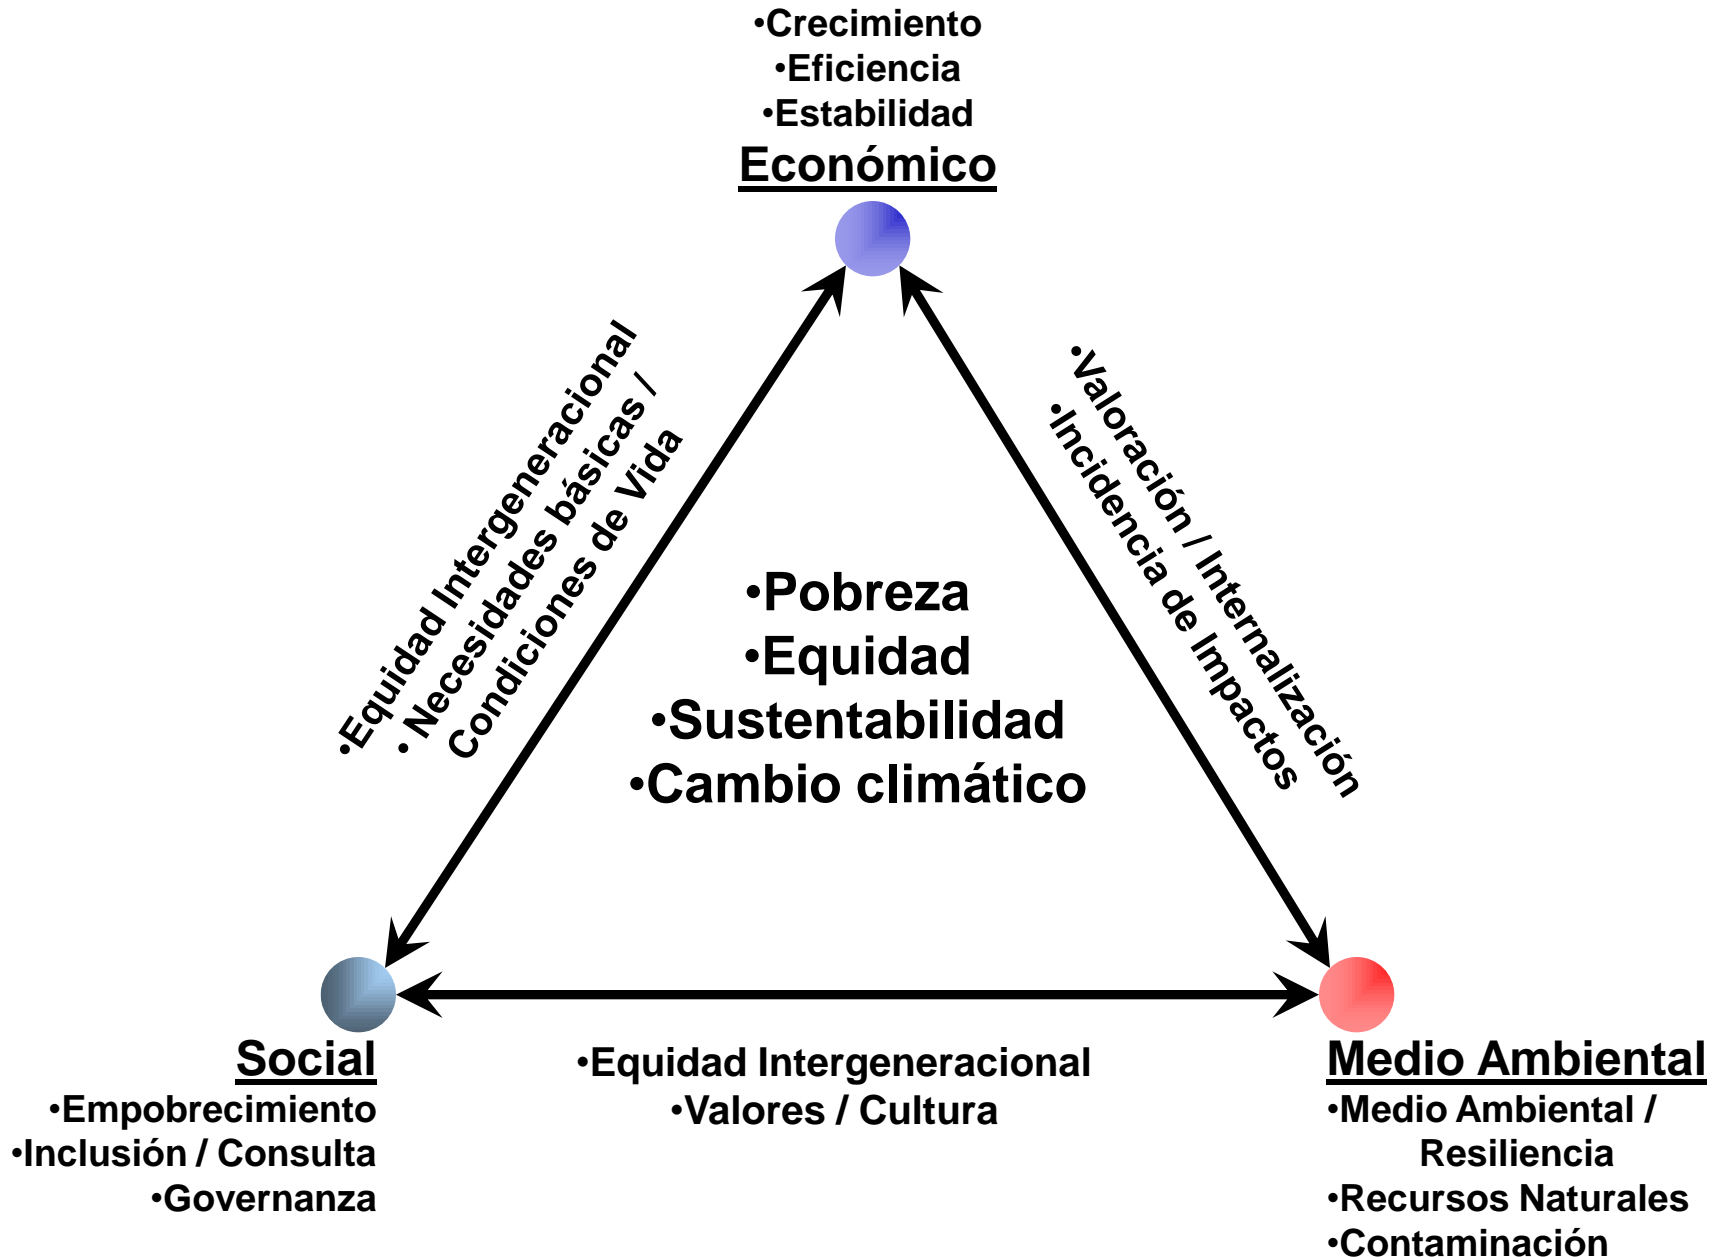 •Crecimiento
•Eficiencia
•Estabilidad
Económico
•Equidad Intergeneracional
• Necesidades básicas /
Condiciones de Vida
•Valoración / Internalización
•Incidencia de Impactos
•Pobreza
•Equidad
•Sustentabilidad
•Cambio climático
Social
•Empobrecimiento
•Inclusión / Consulta
•Governanza
•Equidad Intergeneracional
•Valores / Cultura
Medio Ambiental
•Medio Ambiental /
Resiliencia
•Recursos Naturales
•Contaminación